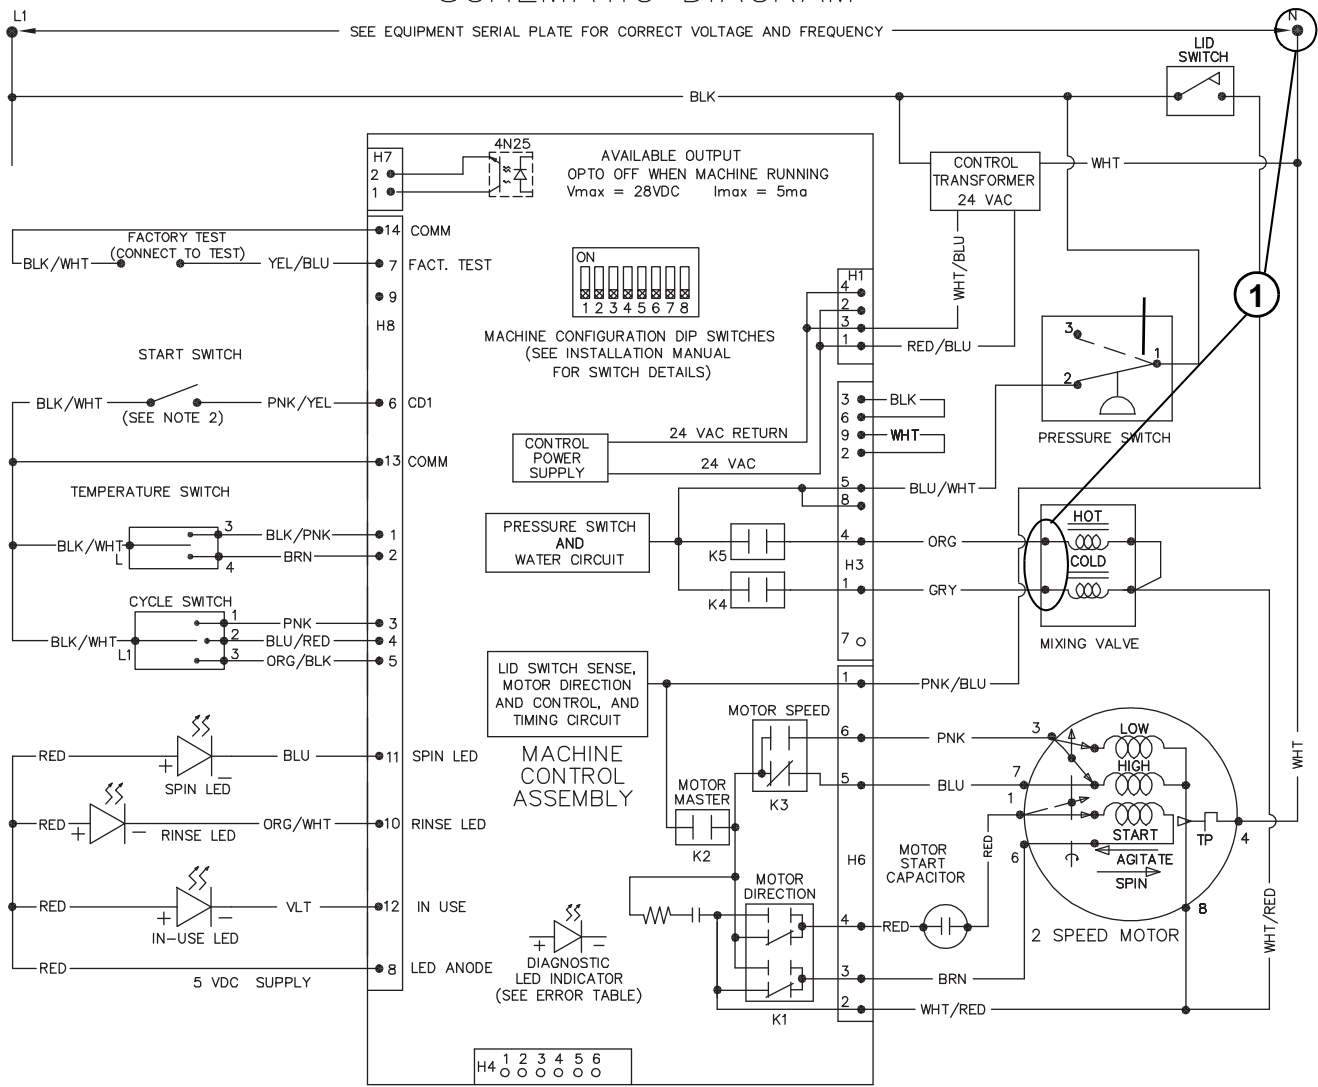 SCHEMATIC DIAGRAM
L1
N
SEE EQUIPMENT SERIAL PLATE FOR CORRECT VOLTAGE AND FREQUENCY
LID
SWITCH
BLK
H7
2
1
4N25
AVAILABLE OUTPUT
OPTO OFF WHEN MACHINE RUNNING
Vmax = 28VDC Imax = 5ma
CONTROL
TRANSFORMER
24 VAC
WHT
14 COMM
FACTORY TEST
(CONNECT TO TEST)
BLK/WHT
YEL/BLU
7 FACT. TEST
9
H8
ON
1 2 3 4 5 6 7 8
MACHINE CONFIGURATION DIP SWITCHES
(SEE INSTALLATION MANUAL
FOR SWITCH DETAILS)
WHT/BLU
H1
4
2
3
1
RED/BLU
1
3
1
2
PRESSURE SWITCH
START SWITCH
BLK/WHT
(SEE NOTE 2)
PNK/YEL
6 CD1
13 COMM
CONTROL
POWER
SUPPLY
24 VAC RETURN
24 VAC
3
BLK
6
9
WHT
2
5
BLU/WHT
8
TEMPERATURE SWITCH
BLK/WHT
L
3
4
BLK/PNK
BRN
1
2
PRESSURE SWITCH
AND
WATER CIRCUIT
K5
K4
4
ORG
H3
1
GRY
7
HOT
COLD
MIXING VALVE
CYCLE SWITCH
BLK/WHT
L1
1
2
3
PNK
BLU/RED
ORG/BLK
3
4
5
LID SWITCH SENSE,
MOTOR DIRECTION
AND CONTROL, AND
TIMING CIRCUIT
1
PNK/BLU
MACHINE
CONTROL
ASSEMBLY
MOTOR SPEED
K3
MOTOR
MASTER
K2
6
PNK
5
BLU
3
7
1
6
LOW
HIGH
START
TP
4
AGITATE
SPIN
8
2 SPEED MOTOR
WHT
WHT/RED
RED
BLU
11 SPIN LED
+
−
SPIN LED
RED
+
−
RINSE LED
ORG/WHT
10 RINSE LED
RED
+
−
IN-USE LED
VLT
12 IN USE
RED
5 VDC SUPPLY
8 LED ANODE
+
−
DIAGNOSTIC
LED INDICATOR
(SEE ERROR TABLE)
MOTOR
DIRECTION
K1
H6
MOTOR
START
CAPACITOR
RED
4
RED
3
BRN
2
WHT/RED
H4
1 2 3 4 5 6